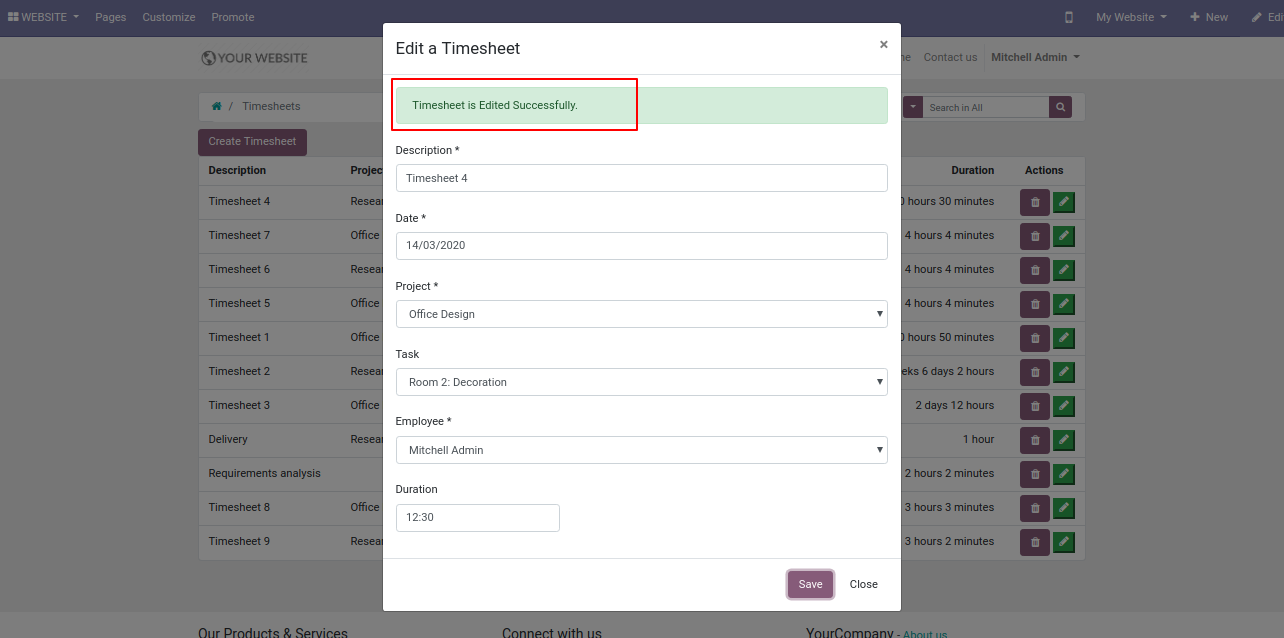 WEBSITE Pages Customize Promote My Website New Edi
YOUR WEBSITE Contact us Mitchell Admin
Edit a Timesheet ×
/ Timesheets Search in All
Timesheet is Edited Successfully.
Create Timesheet
Description Projec Duration Actions
Description *
Timesheet 4
Timesheet 4 Resea 0 hours 30 minutes
Timesheet 7 Office 4 hours 4 minutes
Timesheet 6 Resea 4 hours 4 minutes
Timesheet 5 Office 4 hours 4 minutes
Timesheet 1 Office 0 hours 50 minutes
Timesheet 2 Resea eks 6 days 2 hours
Timesheet 3 Office 2 days 12 hours
Delivery Resea 1 hour
Requirements analysis 2 hours 2 minutes
Timesheet 8 Office 3 hours 3 minutes
Timesheet 9 Resea 3 hours 2 minutes
Date *
14/03/2020
Project *
Office Design
Task
Room 2: Decoration
Employee *
Mitchell Admin
Duration
12:30
Save Close
Our Products & Services Connect with us YourCompany - About us